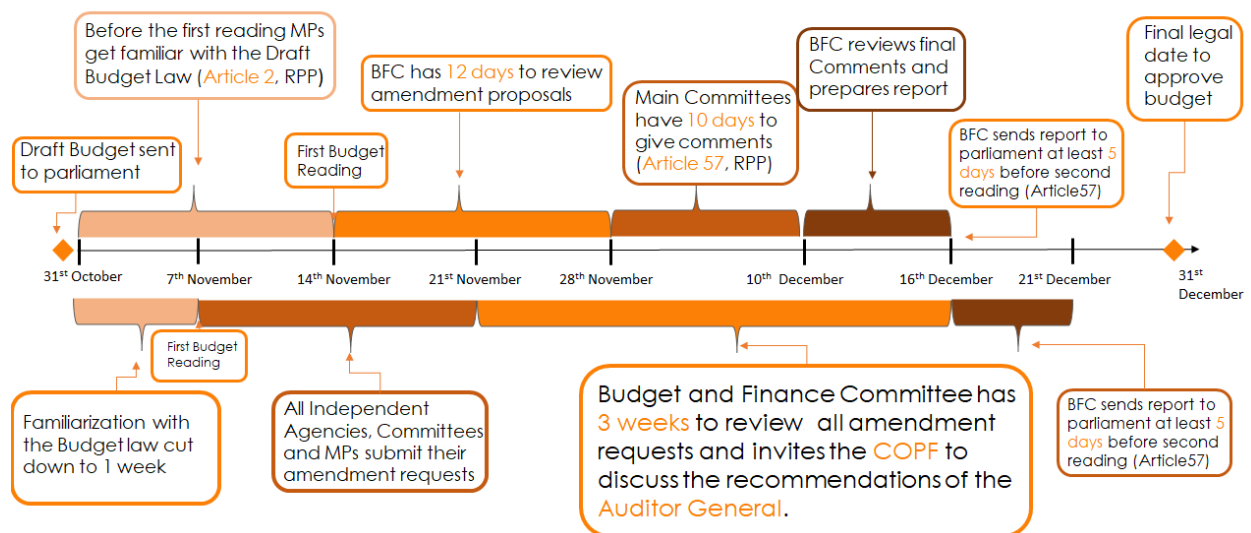 Before the first reading MPs
get familiar with the Draft
Budget Law (Article 2, RPP)
BFC has 12 days to review
amendment proposals
BFC reviews final
Comments and
prepares report
Final legal
date to
approve
budget
Main Committees
have 10 days to
give comments
(Article 57, RPP)
BFC sends report to
parliament at least 5
days before second
reading (Article57)
Draft Budget sent
to parliament
First Budget
Reading
31st October
7th November
14th November
21st November
28th November
10th December
16th December
21st December
31st
December
First Budget
Reading
Familiarization with
the Budget law cut
down to 1 week
All Independent
Agencies, Committees
and MPs submit their
amendment requests
Budget and Finance Committee has
3 weeks to review all amendment
requests and invites the COPF to
discuss the recommendations of the
Auditor General.
BFC sends report to
parliament at least 5
days before second
reading (Article57)